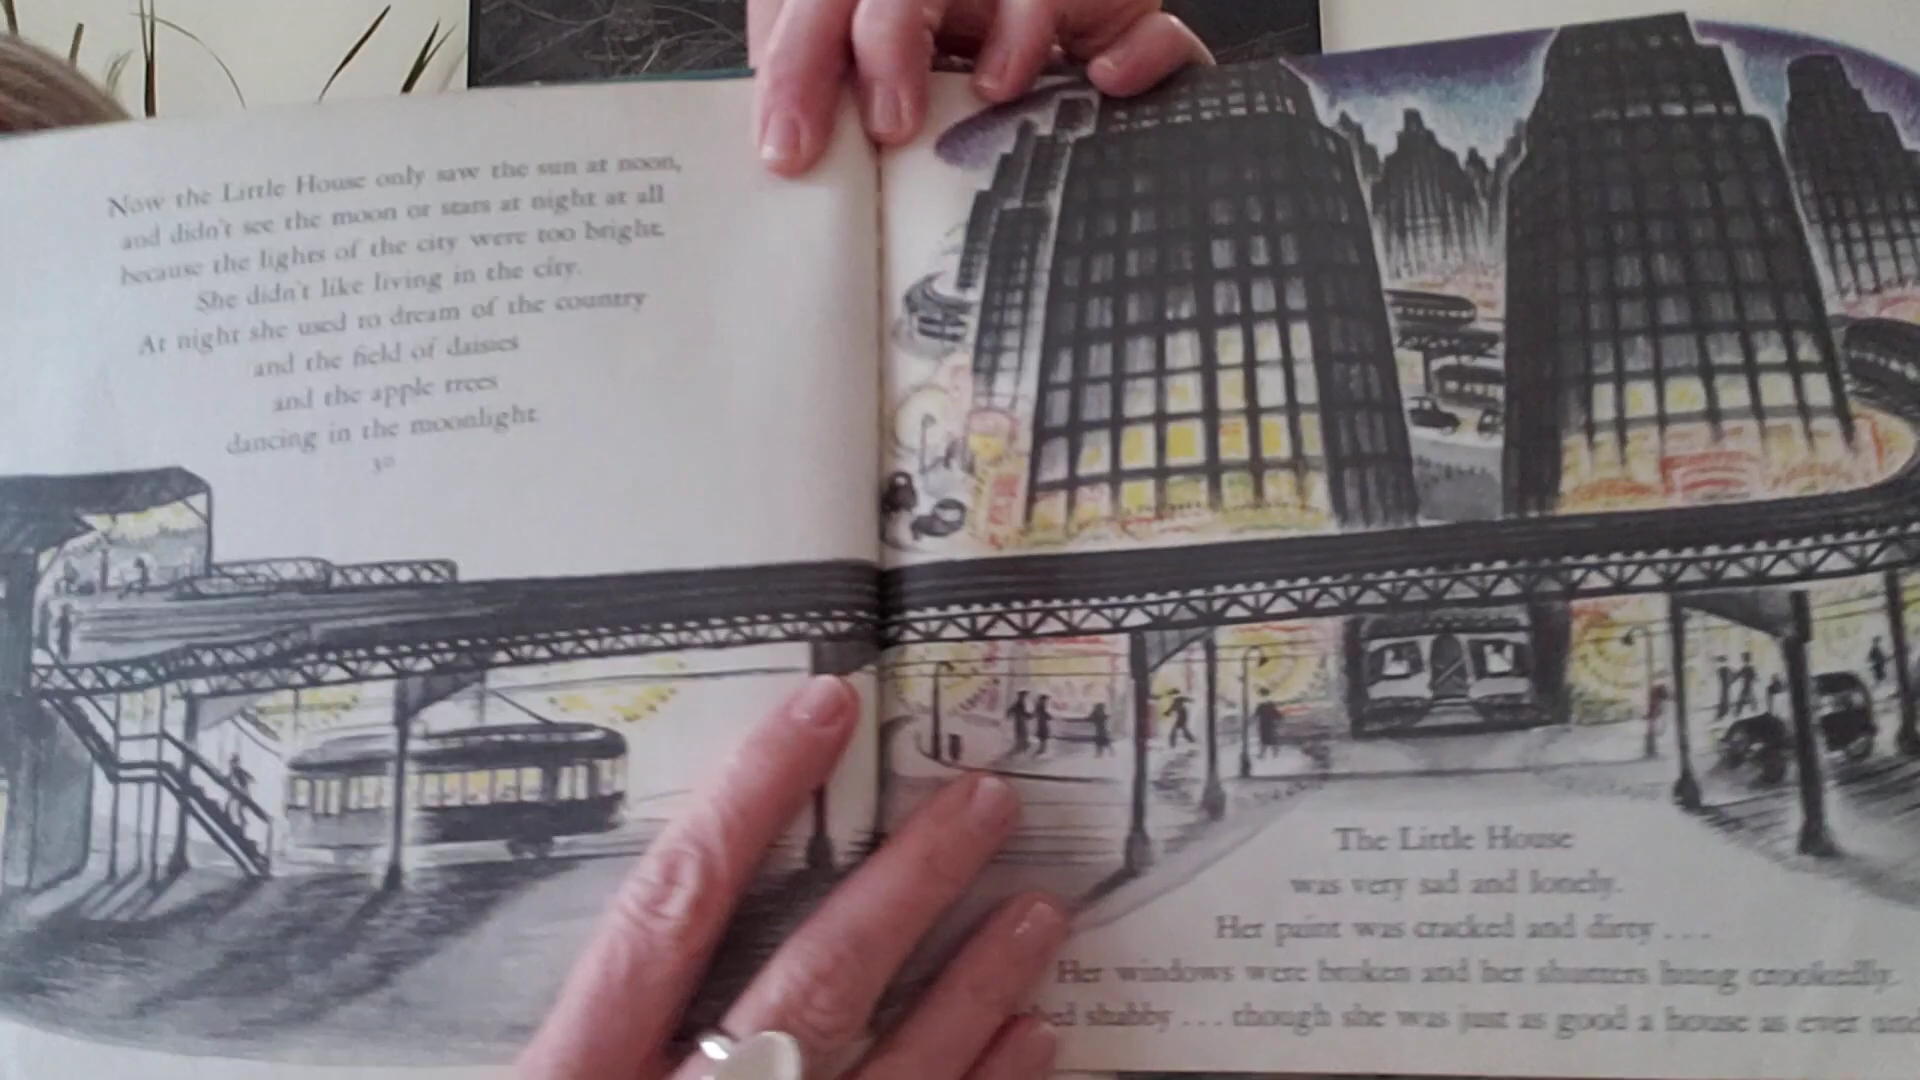 Now the Little House only saw the sun at noon,
and didn't see the moon or stars at night at all
because the lights of the city were too bright.
She didn't like living in the city.
At night she used to dream of the country
and the field of daisies
and the apple trees
dancing in the moonlight.
30
The Little House
was very sad and lonely.
Her paint was cracked and dirty . . .
Her windows were broken and her shutters hung crookedly.
shabby . . . though she was just as good a house as ever